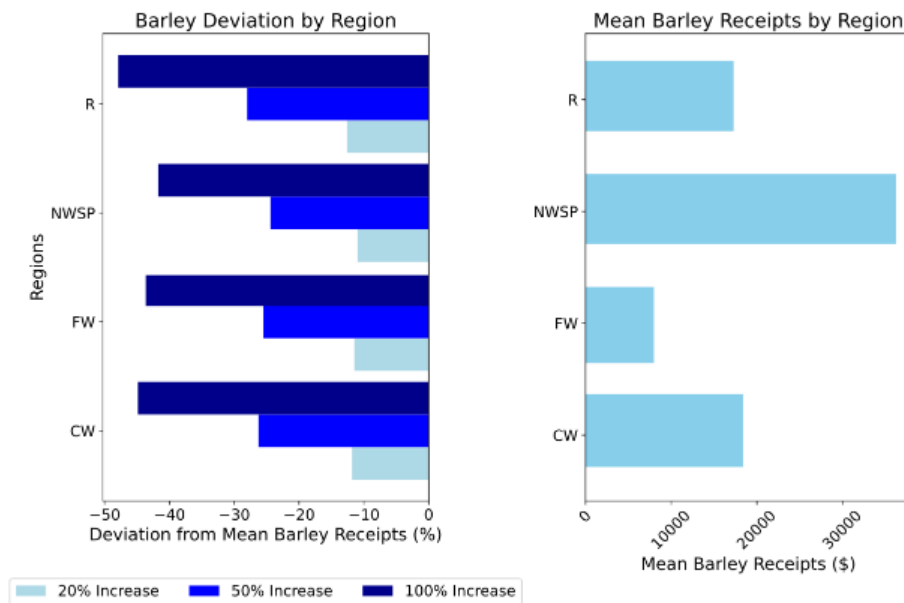 Barley Deviation by Region
R
NWSP
FW
CW
Regions
−50 −40 −30 −20 −10 0
Deviation from Mean Barley Receipts (%)
20% Increase 50% Increase 100% Increase
Mean Barley Receipts by Region
R
NWSP
FW
CW
0 10000 20000 30000
Mean Barley Receipts ($)